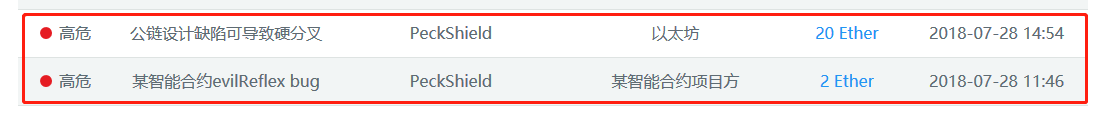 高危 公链设计缺陷可导致硬分叉 PeckShield 以太坊 20 Ether 2018-07-28 14:54
高危 某智能合约evilReflex bug PeckShield 某智能合约项目方 2 Ether 2018-07-28 11:46